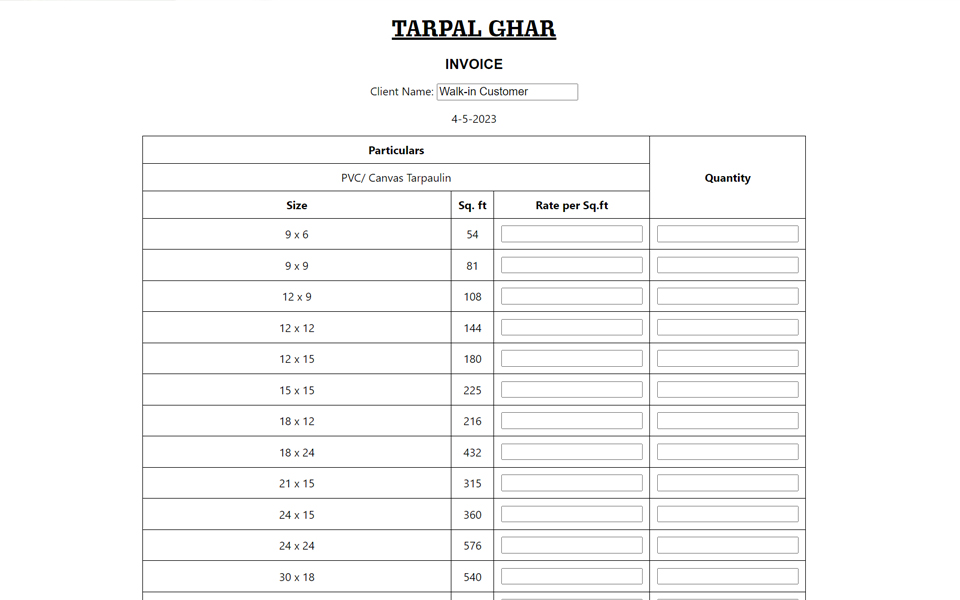 TARPAL GHAR
INVOICE
Client Name: Walk-in Customer
4-5-2023
Particulars
Quantity
PVC/ Canvas Tarpaulin
Size Sq. ft Rate per Sq.ft
9 x 6 54
9 x 9 81
12 x 9 108
12 x 12 144
12 x 15 180
15 x 15 225
18 x 12 216
18 x 24 432
21 x 15 315
24 x 15 360
24 x 24 576
30 x 18 540